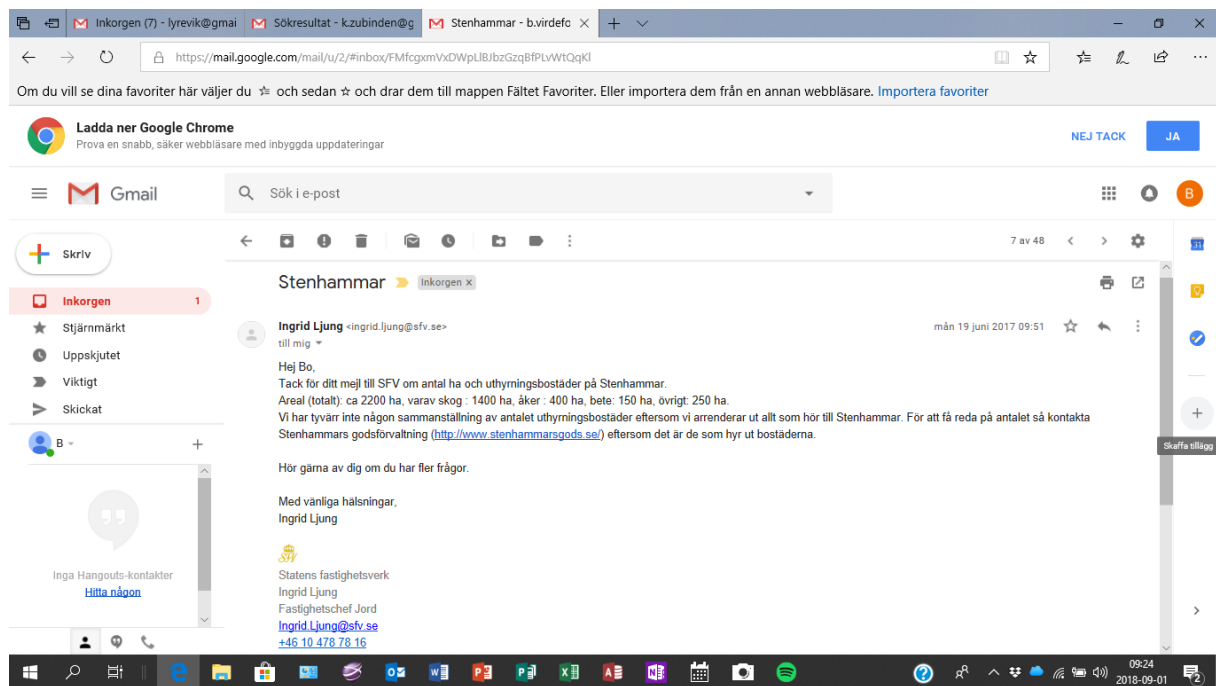 Inkorgen (7) - lyrevik@gmai
Sökresultat - k.zubinden@g
Stenhammar - b.virdefo
https://mail.google.com/mail/u/2/#inbox/FMfcgxmVxDWpLlBJbzGzqBfPLvWtQqKl
Om du vill se dina favoriter här väljer du och sedan och drar dem till mappen Fältet Favoriter. Eller importera dem från en annan webbläsare. Importera favoriter
Ladda ner Google Chrome
Prova en snabb, säker webbläsare med inbyggda uppdateringar
NEJ TACK
JA
Gmail
Sök i e-post
B
Skriv
7 av 48
31
Stenhammar
Inkorgen x
Inkorgen 1
Stjärnmärkt
Uppskjutet
Viktigt
Skickat
B
Ingrid Ljung <ingrid.ljung@sfv.se>
mån 19 juni 2017 09:51
till mig
Hej Bo,
Tack för ditt mejl till SFV om antal ha och uthyrningsbostäder på Stenhammar.
Areal (totalt): ca 2200 ha, varav skog : 1400 ha, åker : 400 ha, bete: 150 ha, övrigt: 250 ha.
Vi har tyvärr inte någon sammanställning av antalet uthyrningsbostäder eftersom vi arrenderar ut allt som hör till Stenhammar. För att få reda på antalet så kontakta
Stenhammars godsförvaltning (http://www.stenhammarsgods.se/) eftersom det är de som hyr ut bostäderna.
Skaffa tillägg
Hör gärna av dig om du har fler frågor.
Med vänliga hälsningar,
Ingrid Ljung
SFV
Statens fastighetsverk
Ingrid Ljung
Fastighetschef Jord
Ingrid.Ljung@sfv.se
+46 10 478 78 16
Inga Hangouts-kontakter
Hitta någon
09:24
2018-09-01